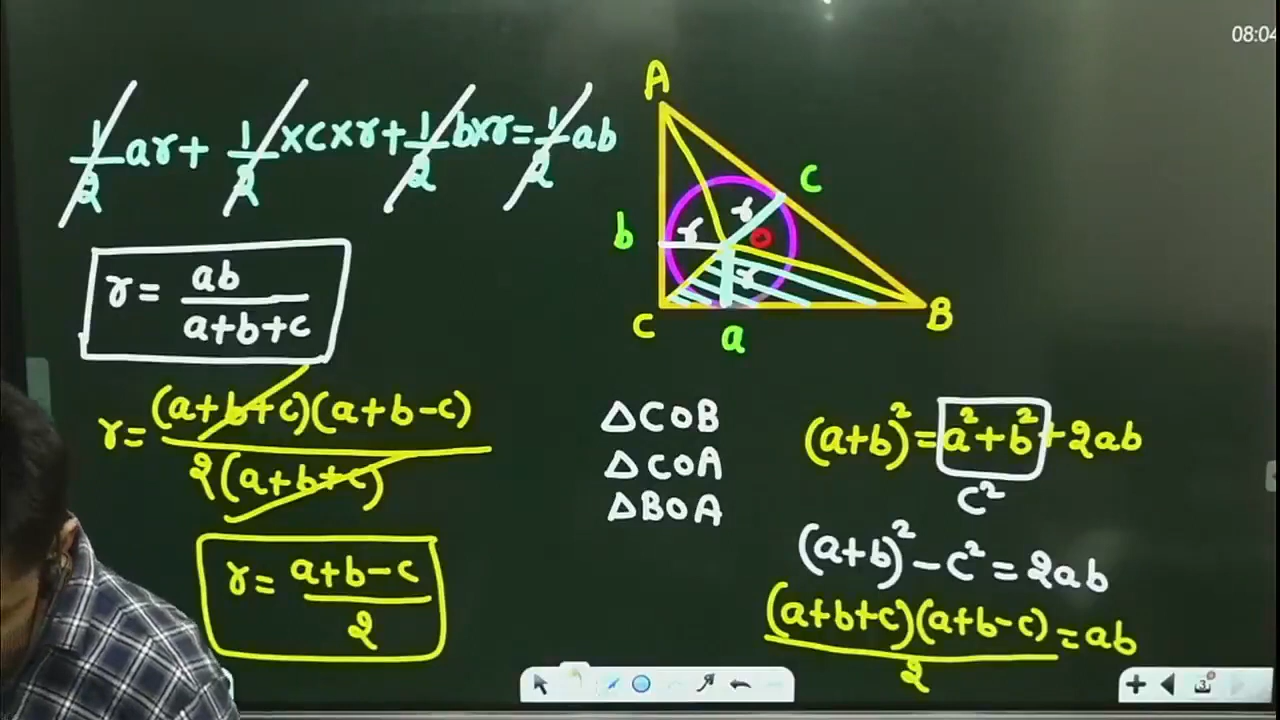 08:04
1/2 ar + 1/2 × c × r + 1/2 b × r = 1/2 ab
r = ab/(a+b+c)
r = (a+b+c)(a+b-c)/2(a+b+c)
r = (a+b-c)/2
A
b
r
r
O
c
r
C
a
B
△COB
△COA
△BOA
(a+b)² = a²+b² + 2ab
c²
(a+b)² - c² = 2ab
(a+b+c)(a+b-c)/2 = ab